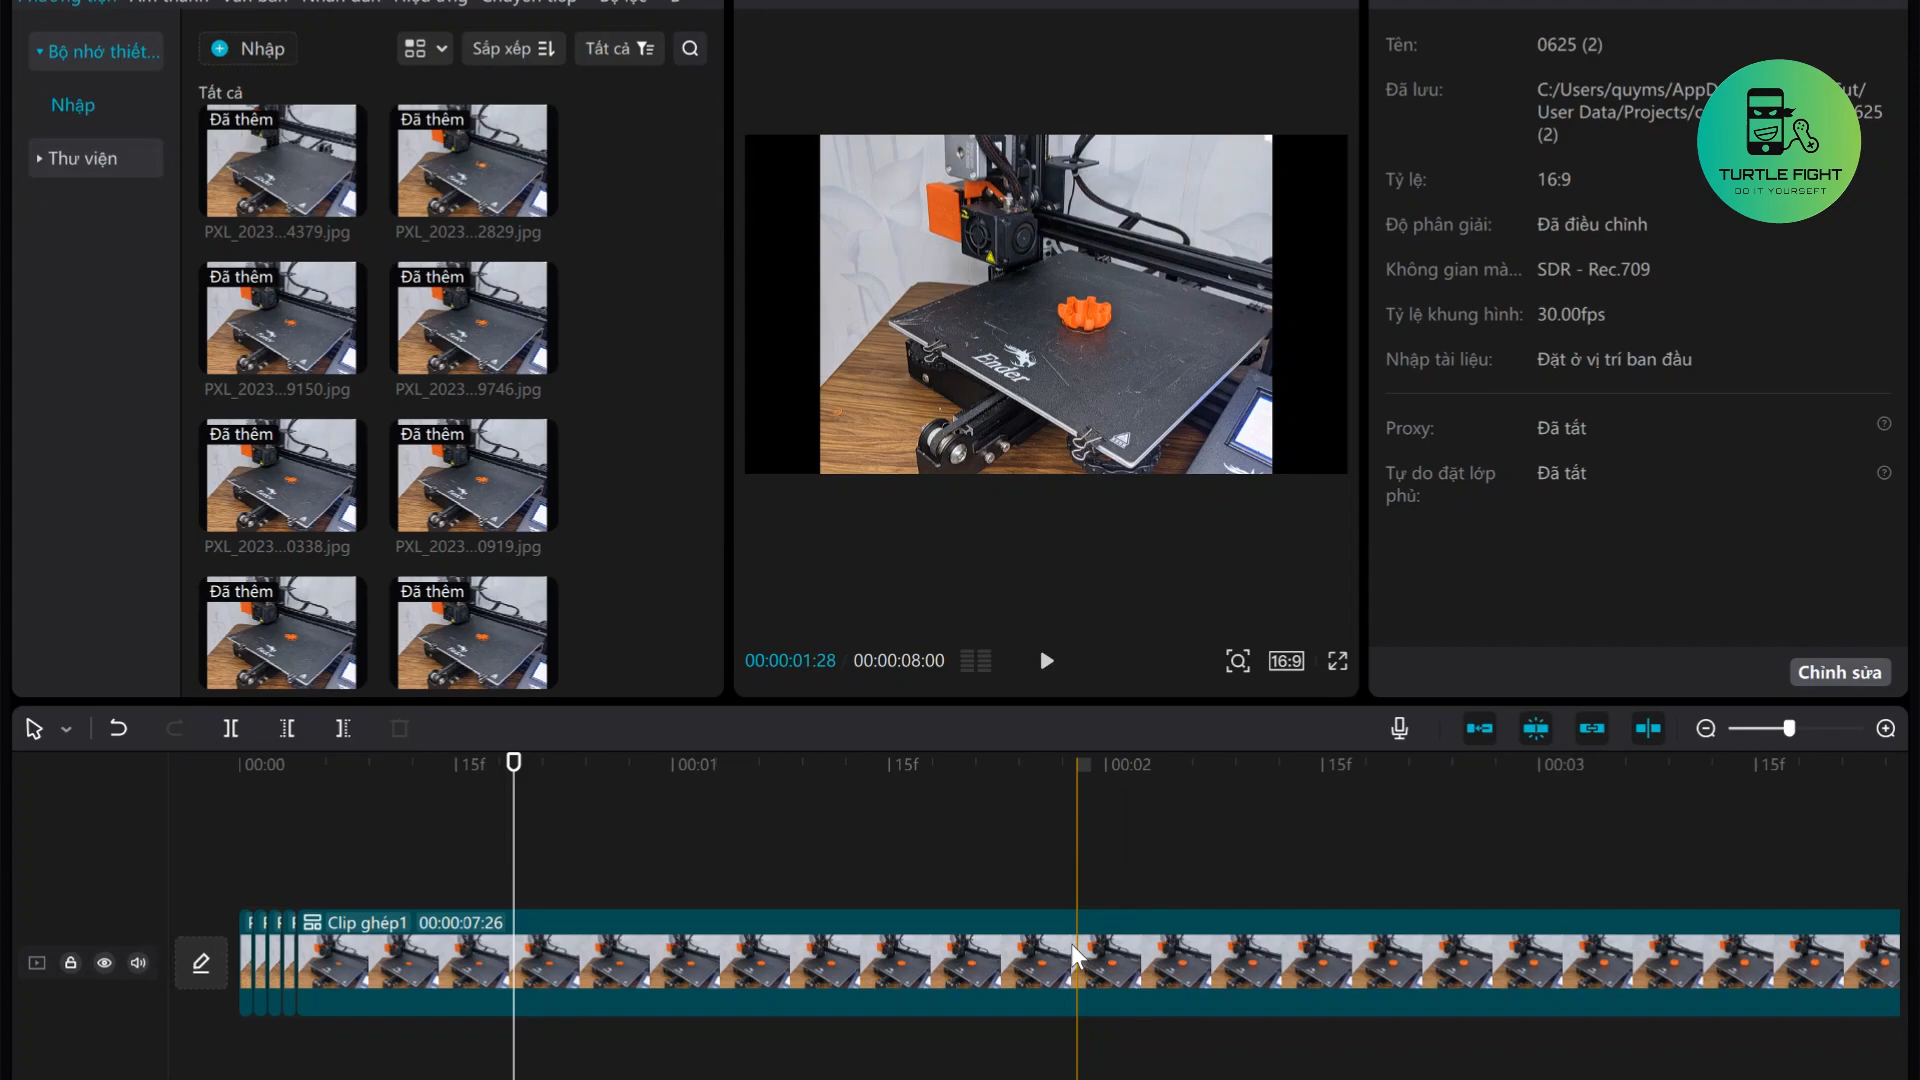 Bộ nhớ thiết...
Nhập
Thư viện
Nhập
Sắp xếp
Tất cả
Tất cả
Đã thêm
Đã thêm
PXL_2023...4379.jpg
PXL_2023...2829.jpg
Đã thêm
Đã thêm
PXL_2023...9150.jpg
PXL_2023...9746.jpg
Đã thêm
Đã thêm
PXL_2023...0338.jpg
PXL_2023...0919.jpg
Đã thêm
Đã thêm
Ender
00:00:01:28
00:00:08:00
16:9
Tên:
0625 (2)
Đã lưu:
C:/Users/quyms/AppD
ut/
User Data/Projects/c
625
(2)
Tỷ lệ:
16:9
Độ phân giải:
Đã điều chỉnh
Không gian mà...
SDR - Rec.709
Tỷ lệ khung hình:
30.00fps
Nhập tài liệu:
Đặt ở vị trí ban đầu
Proxy:
Đã tắt
Tự do đặt lớp
phủ:
Đã tắt
Chỉnh sửa
TURTLE FIGHT
DO IT YOURSEFT
00:00
15f
00:01
15f
00:02
15f
00:03
15f
Clip ghép1 00:00:07:26